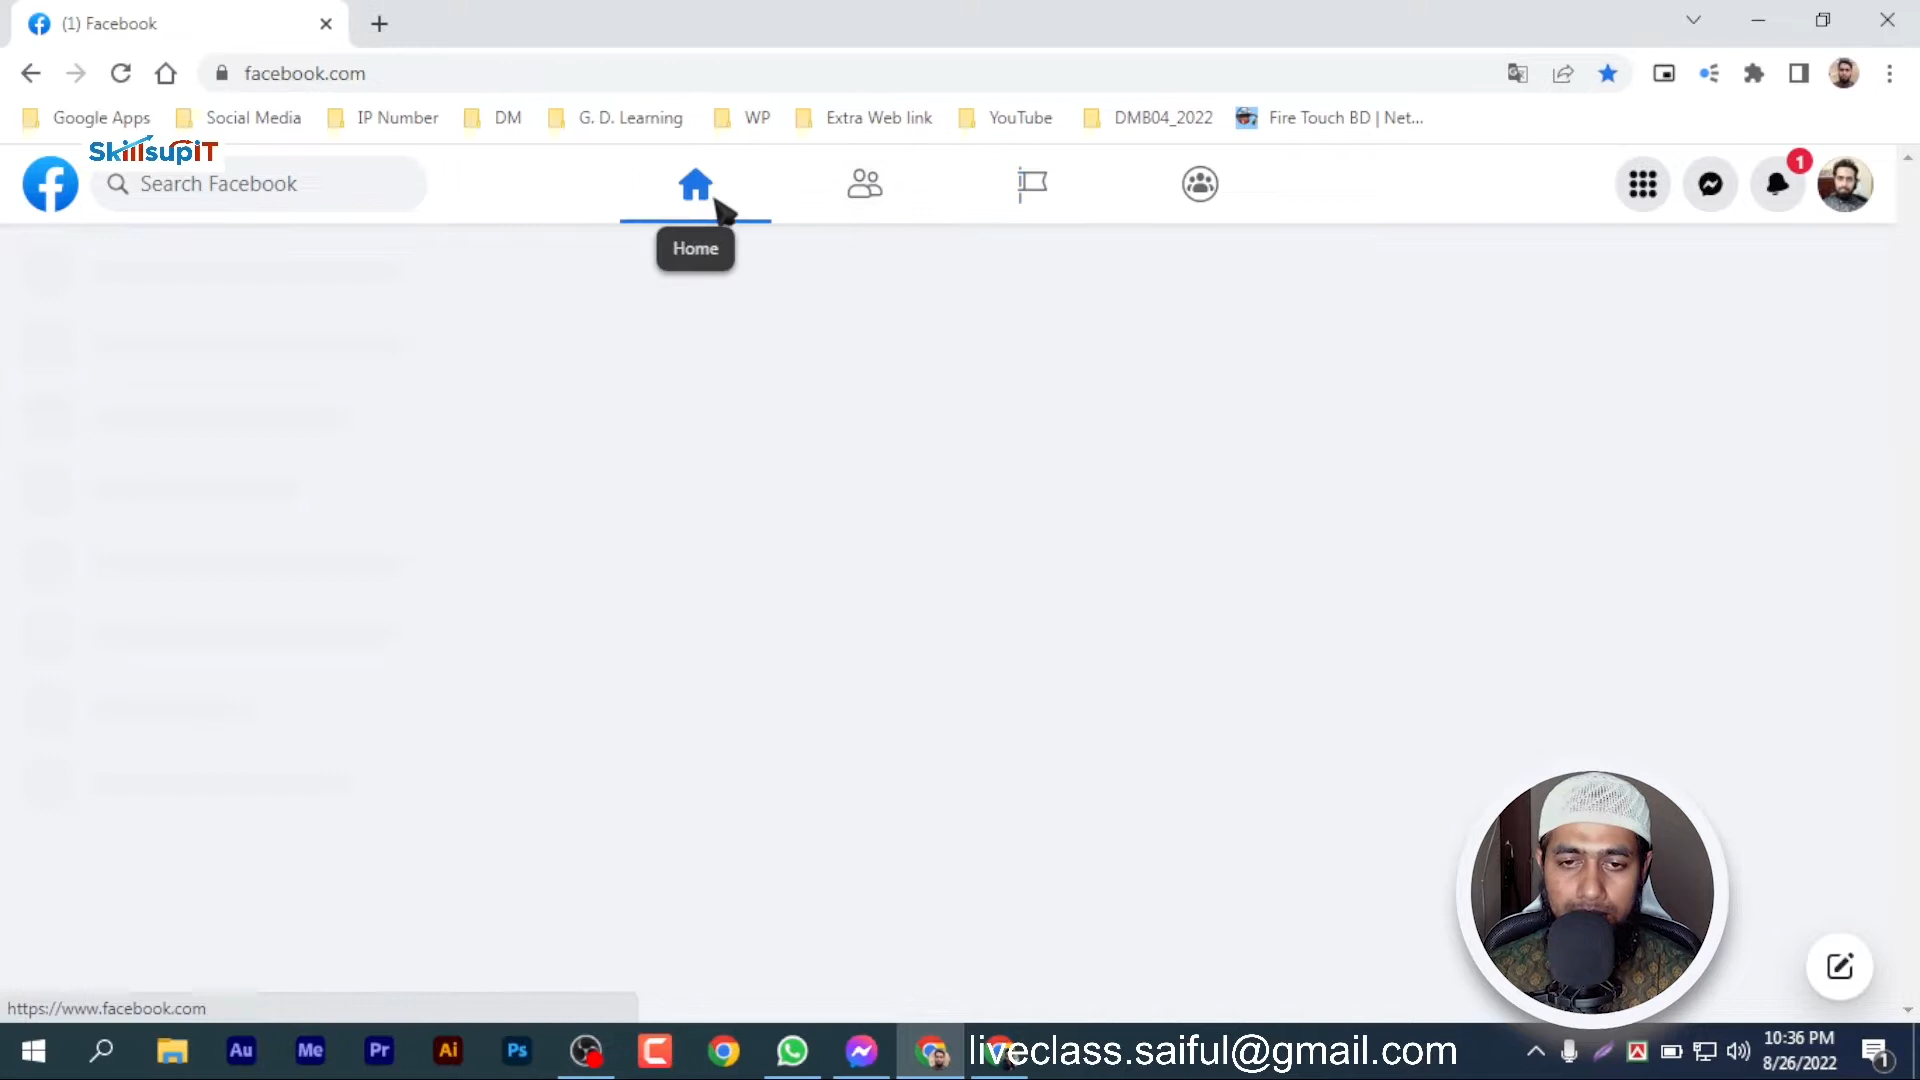 (1) Facebook
facebook.com
Google Apps
Social Media
IP Number
DM
G. D. Learning
WP
Extra Web link
YouTube
DMB04_2022
Fire Touch BD | Net...
SkillsupiT
Search Facebook
1
Home
https://www.facebook.com
Au
Me
Pr
Ai
Ps
liveclass.saiful@gmail.com
10:36 PM
8/26/2022
1